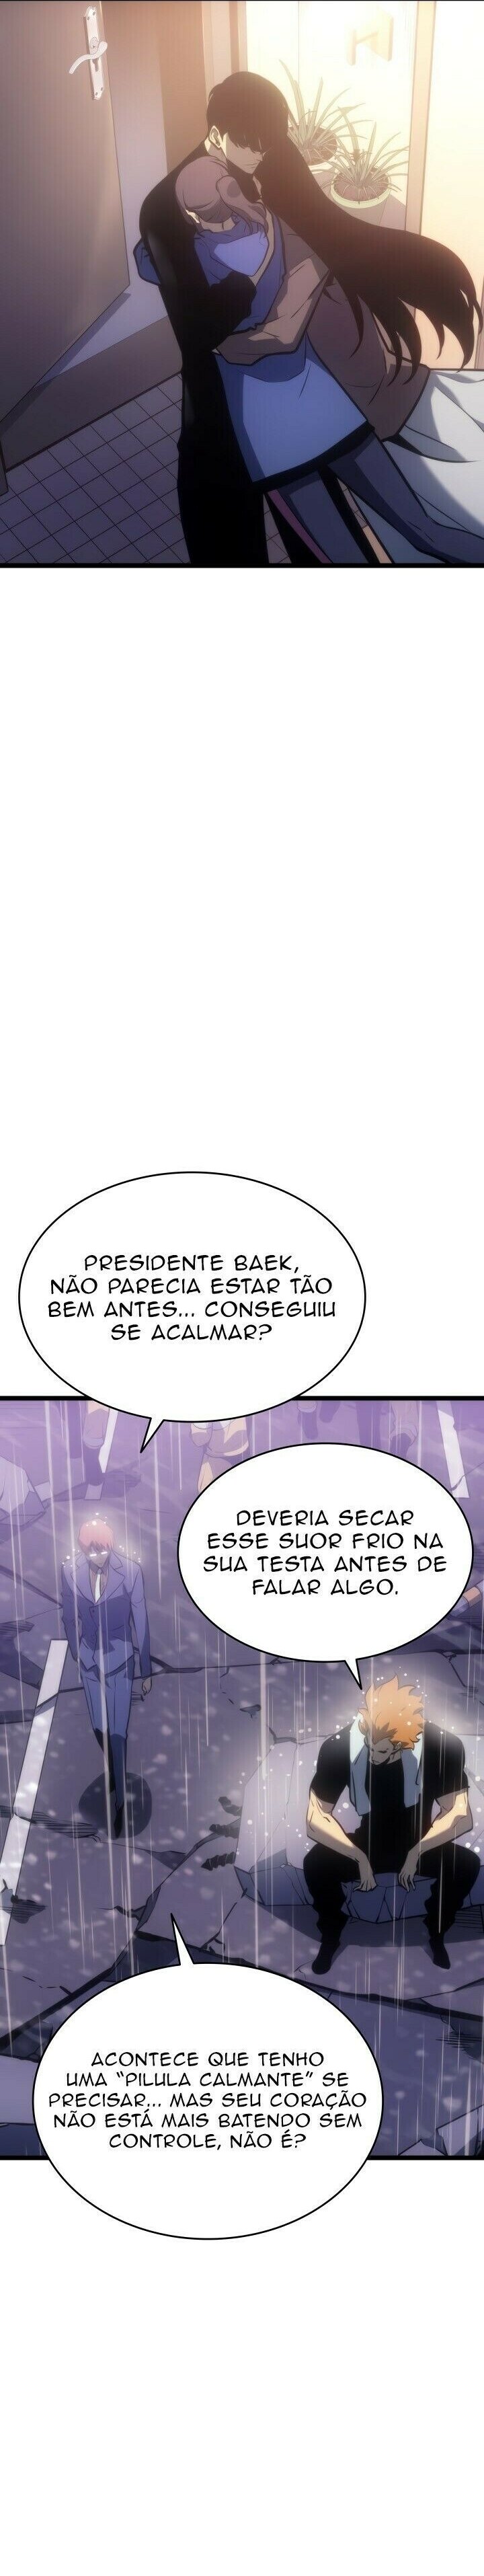 PRESIDENTE BAEK,
NÃO PARECIA ESTAR TÃO
BEM ANTES... CONSEGUIU
SE ACALMAR?
DEVERIA SECAR
ESSE SUOR FRIO NA
SUA TESTA ANTES DE
FALAR ALGO.
ACONTECE QUE TENHO
UMA “PILULA CALMANTE” SE
PRECISAR... MAS SEU CORAÇÃO
NÃO ESTÁ MAIS BATENDO SEM
CONTROLE, NÃO É?